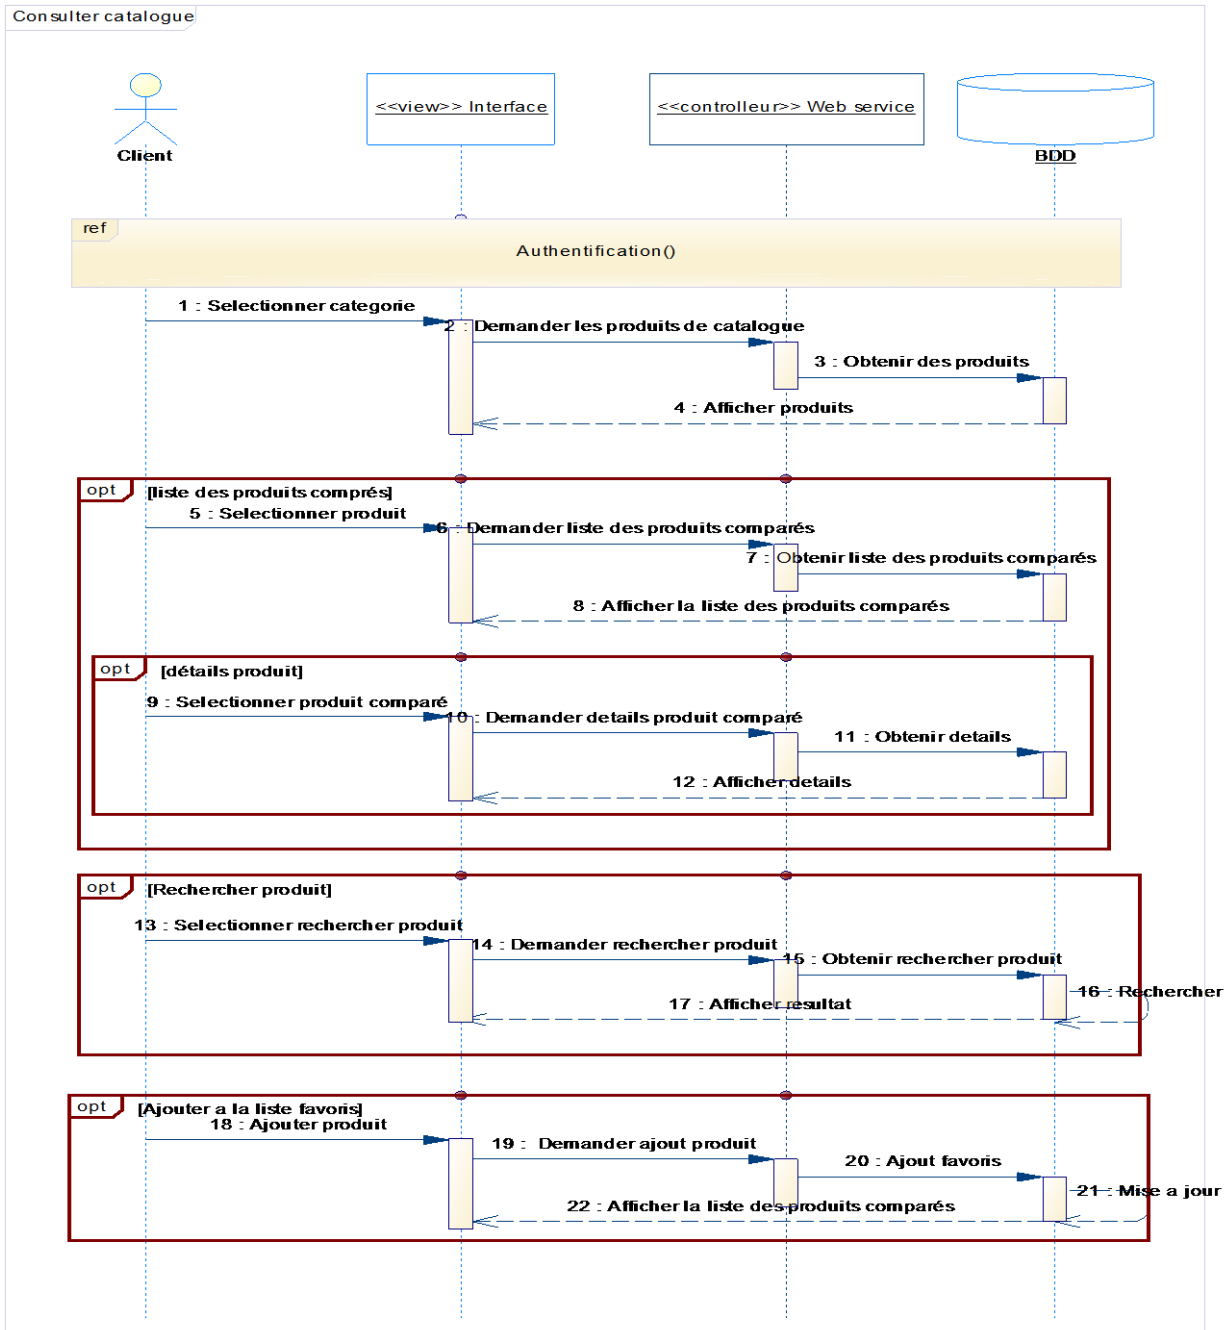 Consulter catalogue
<<view>> Interface
<<controlleur>> Web service
Client
BDD
ref
Authentification()
1 : Selectionner categorie
2 : Demander les produits de catalogue
3 : Obtenir des produits
4 : Afficher produits
opt
[liste des produits comprés]
5 : Selectionner produit
6 : Demander liste des produits comparés
7 : Obtenir liste des produits comparés
8 : Afficher la liste des produits comparés
opt
[détails produit]
9 : Selectionner produit comparé
10 : Demander details produit comparé
11 : Obtenir details
12 : Afficher details
opt
[Rechercher produit]
13 : Selectionner rechercher produit
14 : Demander rechercher produit
15 : Obtenir rechercher produit
16 : Rechercher
17 : Afficher resultat
opt
[Ajouter a la liste favoris]
18 : Ajouter produit
19 : Demander ajout produit
20 : Ajout favoris
21 : Mise a jour
22 : Afficher la liste des produits comparés